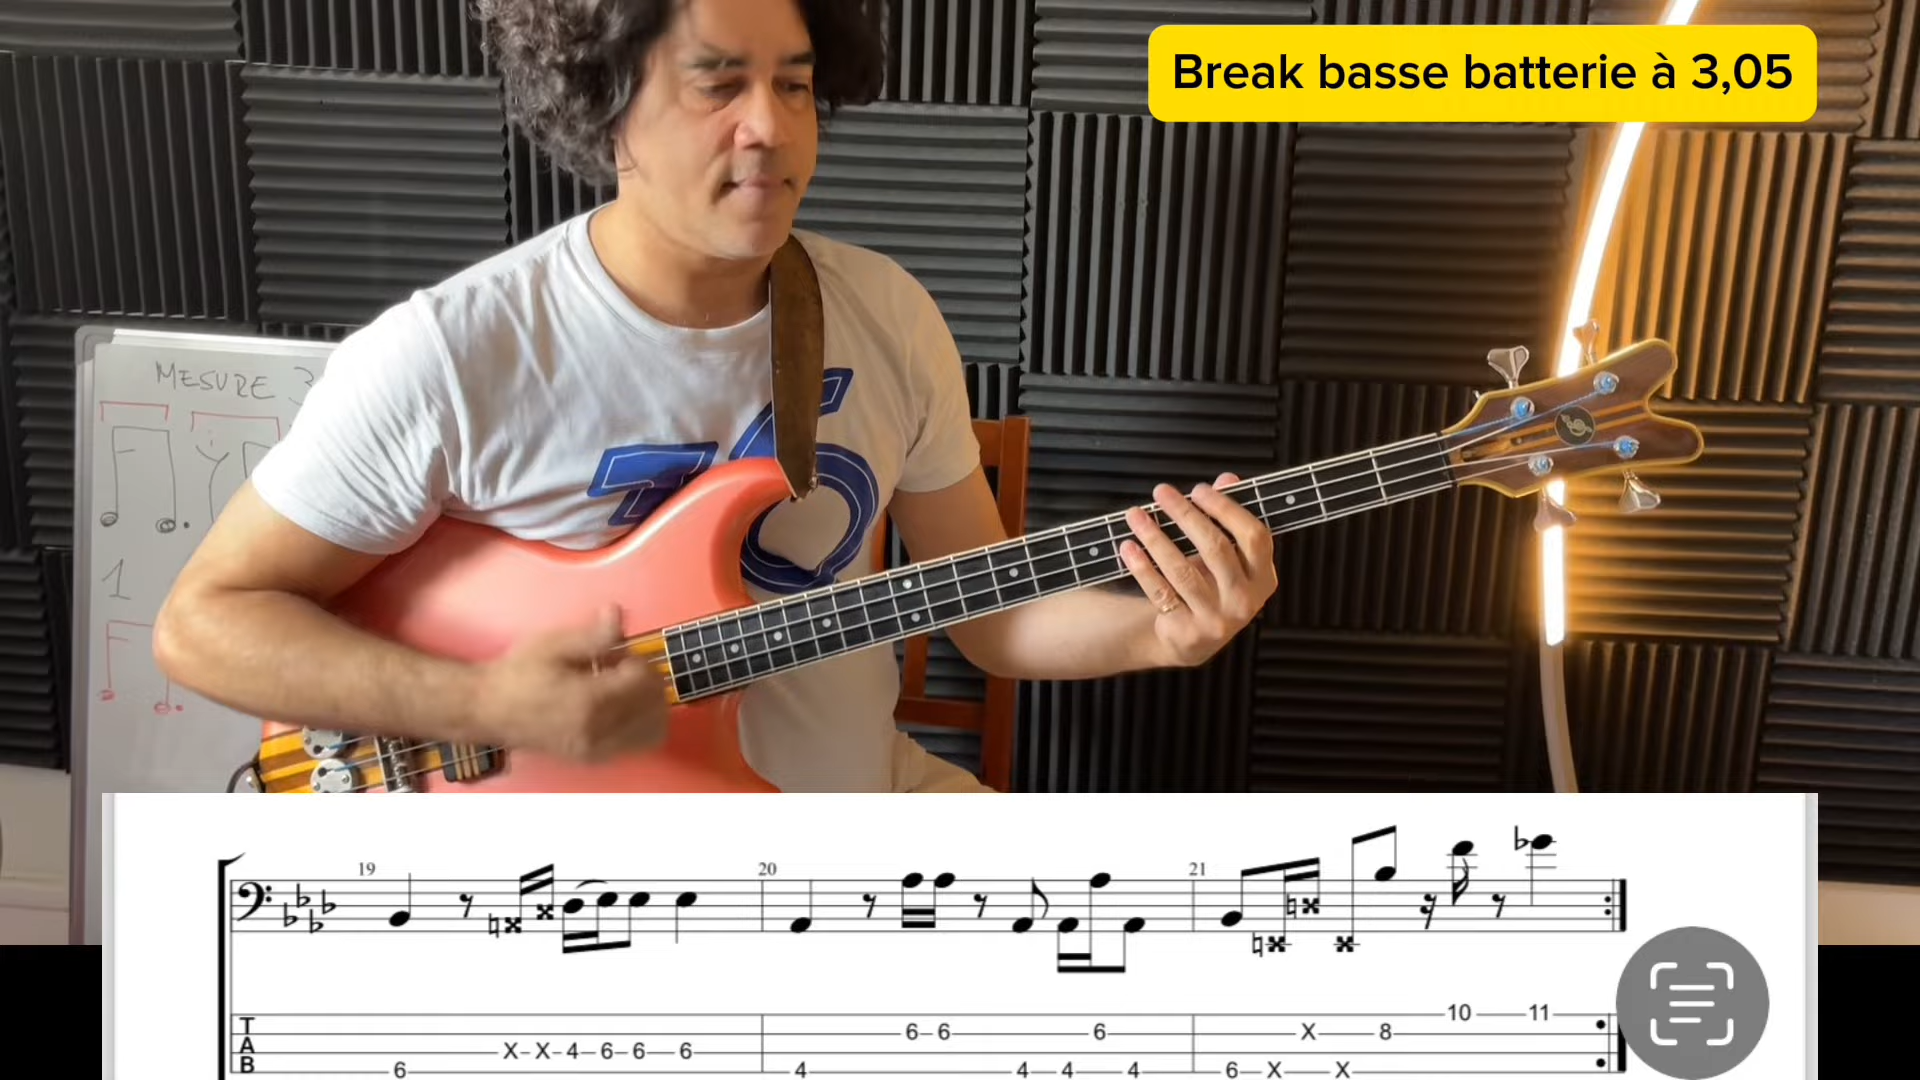 Break basse batterie à 3,05
MESURE 3
1
19 20 21
T 6-6 6 X 8 10 11
A X-X-4-6-6-6
B 6 4 4-4 4 6-X X